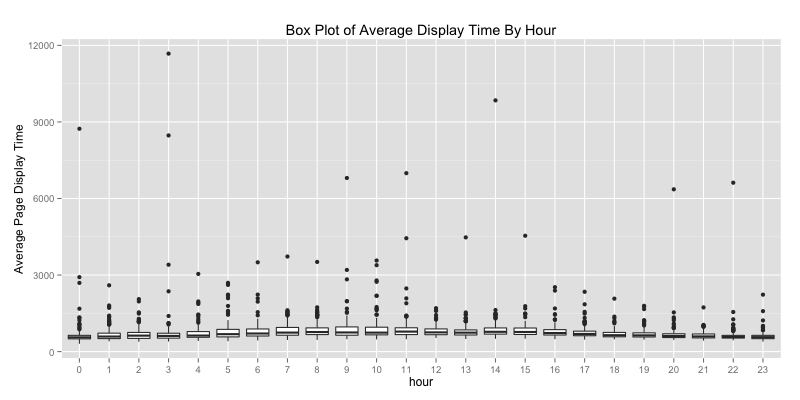 Box Plot of Average Display Time By Hour
Average Page Display Time
12000
9000
6000
3000
0
0 1 2 3 4 5 6 7 8 9 10 11 12 13 14 15 16 17 18 19 20 21 22 23
hour